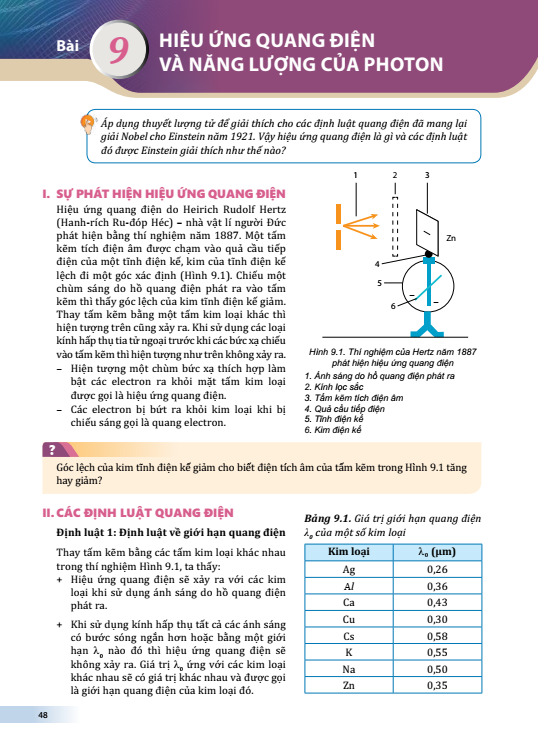 Bài
9
HIỆU ỨNG QUANG ĐIỆN
VÀ NĂNG LƯỢNG CỦA PHOTON
Áp dụng thuyết lượng tử để giải thích cho các định luật quang điện đã mang lại
giải Nobel cho Einstein năm 1921. Vậy hiệu ứng quang điện là gì và các định luật
đó được Einstein giải thích như thế nào?
I. SỰ PHÁT HIỆN HIỆU ỨNG QUANG ĐIỆN
Hiệu ứng quang điện do Heirich Rudolf Hertz
(Hanh-rích Ru-đóp Héc) – nhà vật lí người Đức
phát hiện bằng thí nghiệm năm 1887. Một tấm
kẽm tích điện âm được chạm vào quả cầu tiếp
điện của một tĩnh điện kế, kim của tĩnh điện kế
lệch đi một góc xác định (Hình 9.1). Chiếu một
chùm sáng do hồ quang điện phát ra vào tấm
kẽm thì thấy góc lệch của kim tĩnh điện kế giảm.
Thay tấm kẽm bằng một tấm kim loại khác thì
hiện tượng trên cũng xảy ra. Khi sử dụng các loại
kính hấp thụ tia tử ngoại trước khi các bức xạ chiếu
vào tấm kẽm thì hiện tượng như trên không xảy ra.
– Hiện tượng một chùm bức xạ thích hợp làm
bật các electron ra khỏi mặt tấm kim loại
được gọi là hiệu ứng quang điện.
– Các electron bị bứt ra khỏi kim loại khi bị
chiếu sáng gọi là quang electron.
1 2 3
Zn
4
5
6
Hình 9.1. Thí nghiệm của Hertz năm 1887
phát hiện hiệu ứng quang điện
1. Ánh sáng do hồ quang điện phát ra
2. Kính lọc sắc
3. Tấm kẽm tích điện âm
4. Quả cầu tiếp điện
5. Tĩnh điện kế
6. Kim điện kế
?
Góc lệch của kim tĩnh điện kế giảm cho biết điện tích âm của tấm kẽm trong Hình 9.1 tăng
hay giảm?
II. CÁC ĐỊNH LUẬT QUANG ĐIỆN
Định luật 1: Định luật về giới hạn quang điện
Thay tấm kẽm bằng các tấm kim loại khác nhau
trong thí nghiệm Hình 9.1, ta thấy:
+ Hiệu ứng quang điện sẽ xảy ra với các kim
loại khi sử dụng ánh sáng do hồ quang điện
phát ra.
+ Khi sử dụng kính hấp thụ tất cả các ánh sáng
có bước sóng ngắn hơn hoặc bằng một giới
hạn λ₀ nào đó thì hiệu ứng quang điện sẽ
không xảy ra. Giá trị λ₀ ứng với các kim loại
khác nhau sẽ có giá trị khác nhau và được gọi
là giới hạn quang điện của kim loại đó.
Bảng 9.1. Giá trị giới hạn quang điện
λ₀ của một số kim loại
Kim loại λ₀ (μm)
Ag 0,26
Al 0,36
Ca 0,43
Cu 0,30
Cs 0,58
K 0,55
Na 0,50
Zn 0,35
48